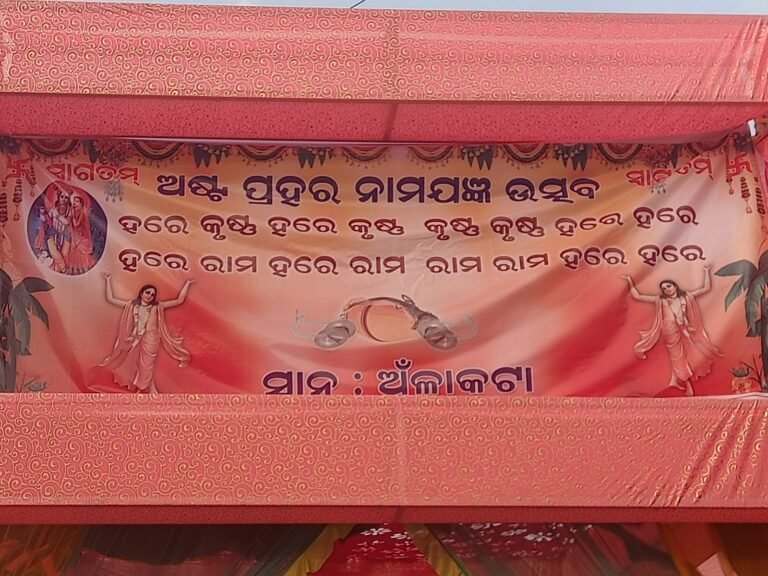 ସ୍ୱାଗତମ୍ ଅଷ୍ଟ ପ୍ରହର ନାମଯଜ୍ଞ ଉତ୍ସବ ସ୍ୱାଗତମ୍
ହରେ କୃଷ୍ଣ ହରେ କୃଷ୍ଣ କୃଷ୍ଣ କୃଷ୍ଣ ହରେ ହରେ
ହରେ ରାମ ହରେ ରାମ ରାମ ରାମ ହରେ ହରେ
ସ୍ଥାନ : ଅଁଳାକଟା